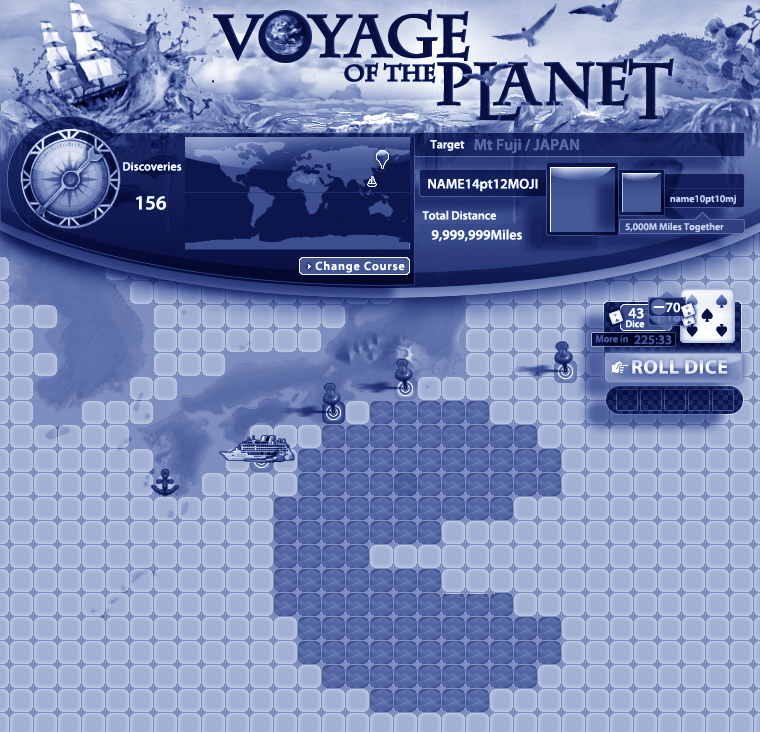 VOYAGE
OF THE PLANET
Discoveries
156
Target Mt Fuji / JAPAN
NAME14pt12MOJI
name10pt10mj
Total Distance
9,999,999Miles
5,000M Miles Together
Change Course
43
Dice
−70
More in 225:33
ROLL DICE